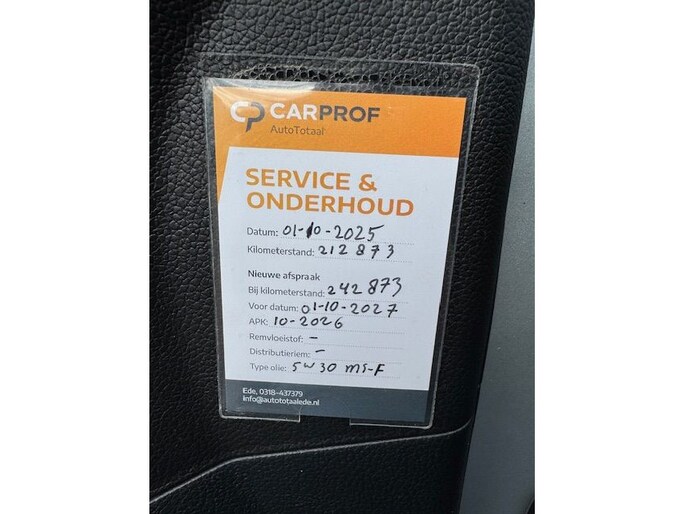 CARPROF
AutoTotaal
SERVICE &
ONDERHOUD
Datum: 01-10-2025
Kilometerstand: 212873
Nieuwe afspraak
Bij kilometerstand: 242873
Voor datum: 01-10-2027
APK: 10-2026
Remvloeistof: -
Distributieriem: -
Type olie: 5W30 MS-F
Ede, 0318-437379
info@autototaalede.nl